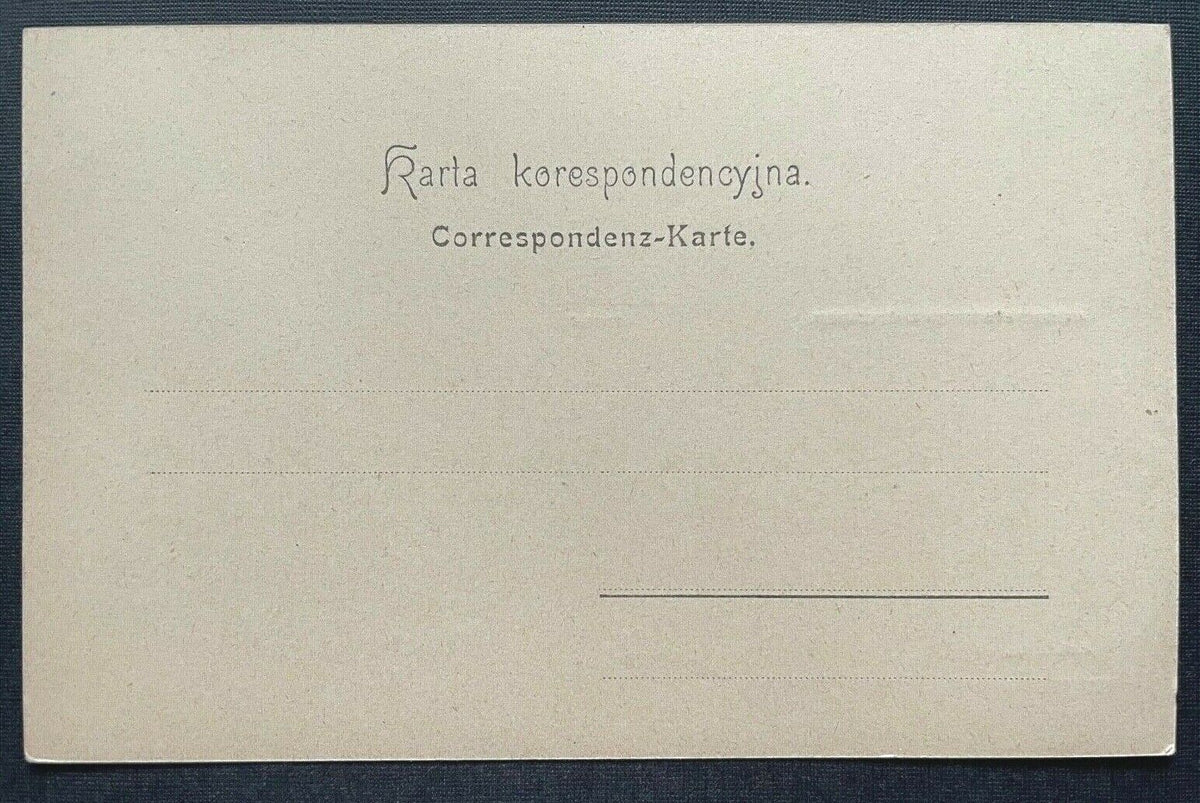 Karta korespondencyjna.
Correspondenz-Karte.